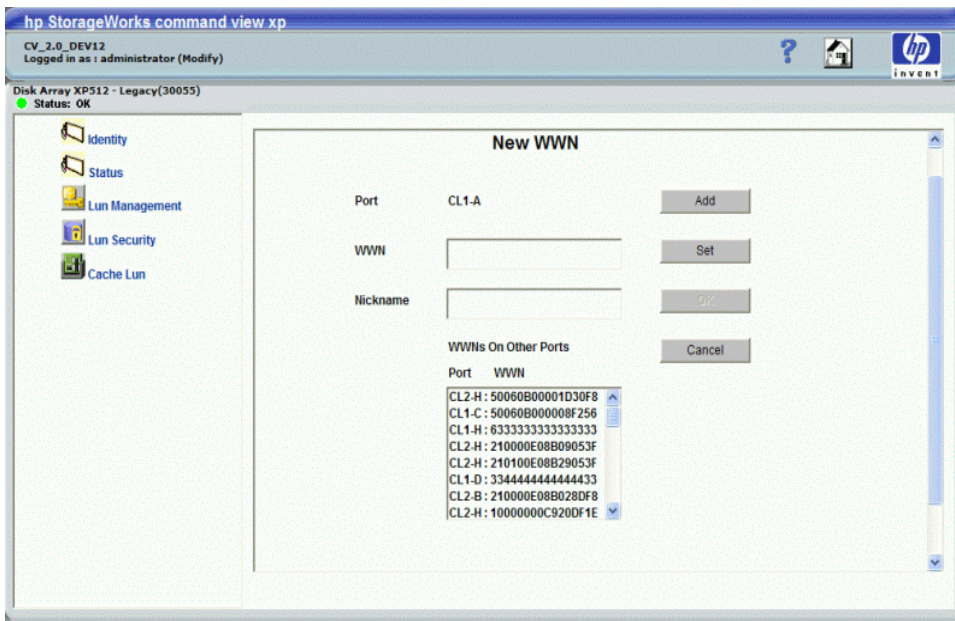 hp StorageWorks command view xp
CV_2.0_DEV12
Logged in as : administrator (Modify)
?
hp
invent
Disk Array XP512 - Legacy(30055)
Status: OK
Identity
Status
Lun Management
Lun Security
Cache Lun
New WWN
Port CL1-A Add
WWN Set
Nickname OK
WWNs On Other Ports Cancel
Port WWN
CL2-H : 50060B00001D30F8
CL1-C : 50060B000008F256
CL1-H : 6333333333333333
CL2-H : 210000E08B09053F
CL2-H : 210100E08B29053F
CL1-D : 3344444444444433
CL2-B : 210000E08B028DF8
CL2-H : 10000000C920DF1E